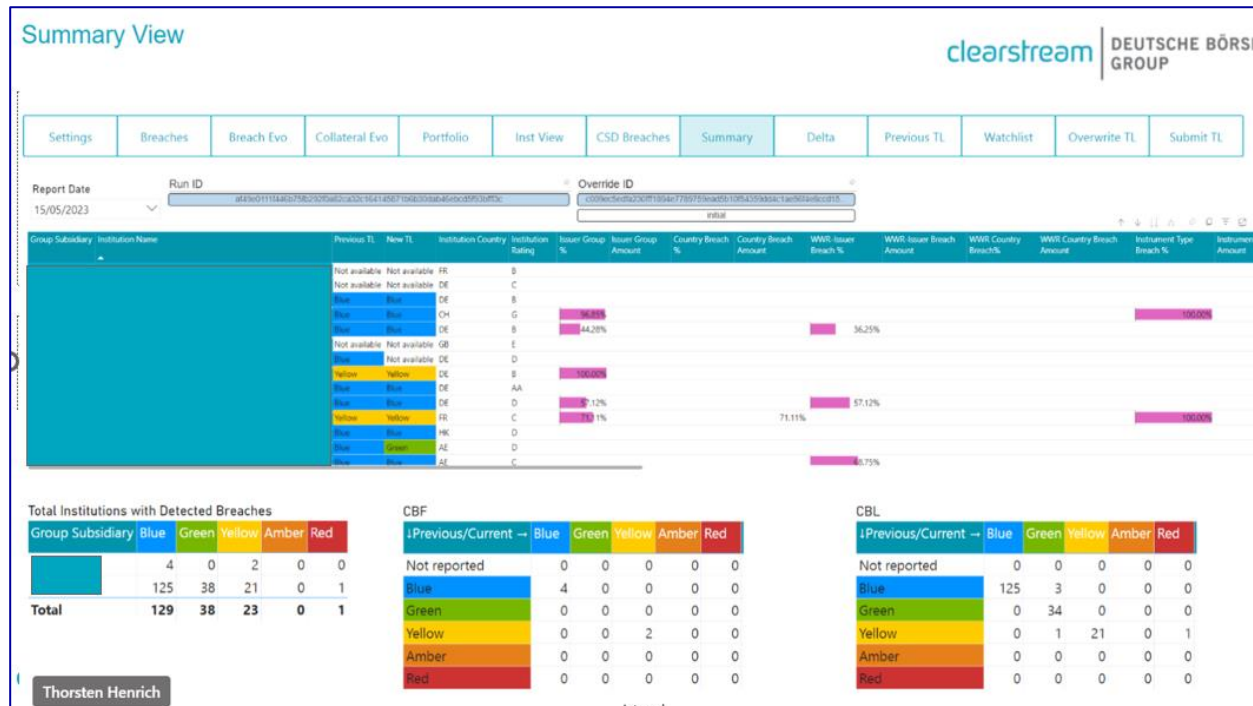 Summary View
clearstream DEUTSCHE BÖRS
GROUP
Settings Breaches Breach Evo Collateral Evo Portfolio Inst View CSD Breaches Summary Delta Previous TL Watchlist Overwrite TL Submit TL
Report Date Run ID Override ID
15/05/2023
initial
Group Subsidiary Institution Name Previous TL New TL Institution Country Institution Rating Issuer Group % Issuer Group Amount Country Breach % Country Breach Amount WWR-Issuer Breach % WWR-Issuer Breach Amount WWR Country Breach% WWR Country Breach Amount Instrument Type Breach % Instrumen Amount
Not available Not available FR B
Not available Not available DE C
Blue Blue DE B
Blue Blue CH G 96.85% 100.00%
Blue Blue DE B 44.28% 36.25%
Not available Not available GB E
Blue Not available DE D
Yellow Yellow DE B 100.00%
Blue Blue DE AA
Blue Blue DE D 57.12% 57.12%
Yellow Yellow FR C 71.11% 71.11% 100.00%
Blue Blue HK D
Blue Green AE D
Blue Blue AE C 68.75%
Total Institutions with Detected Breaches
Group Subsidiary Blue Green Yellow Amber Red
4 0 2 0 0
125 38 21 0 1
Total 129 38 23 0 1
CBF
↓Previous/Current → Blue Green Yellow Amber Red
Not reported 0 0 0 0 0
Blue 4 0 0 0 0
Green 0 0 0 0 0
Yellow 0 0 2 0 0
Amber 0 0 0 0 0
Red 0 0 0 0 0
CBL
↓Previous/Current → Blue Green Yellow Amber Red
Not reported 0 0 0 0 0
Blue 125 3 0 0 0
Green 0 34 0 0 0
Yellow 0 1 21 0 1
Amber 0 0 0 0 0
Red 0 0 0 0 0
Thorsten Henrich